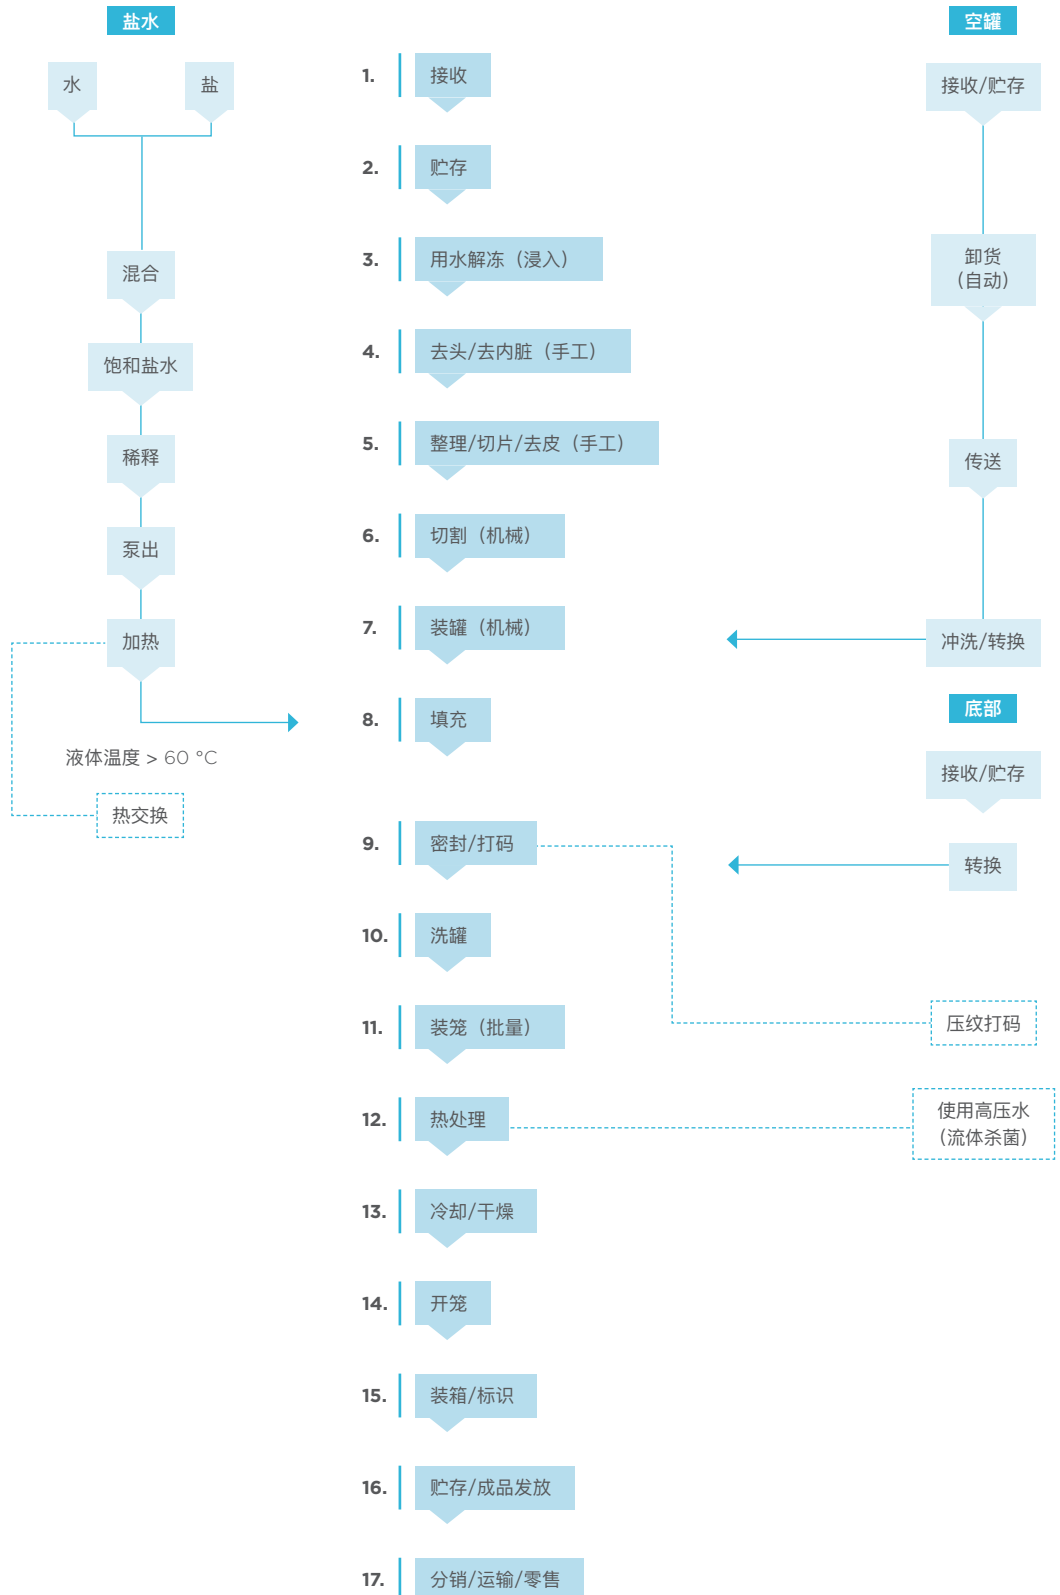 盐水
水
盐
混合
饱和盐水
稀释
泵出
加热
液体温度 > 60 °C
热交换
1. 接收
2. 贮存
3. 用水解冻（浸入）
4. 去头/去内脏（手工）
5. 整理/切片/去皮（手工）
6. 切割（机械）
7. 装罐（机械）
8. 填充
9. 密封/打码
10. 洗罐
11. 装笼（批量）
12. 热处理
13. 冷却/干燥
14. 开笼
15. 装箱/标识
16. 贮存/成品发放
17. 分销/运输/零售
空罐
接收/贮存
卸货
（自动）
传送
冲洗/转换
底部
接收/贮存
转换
压纹打码
使用高压水
（流体杀菌）